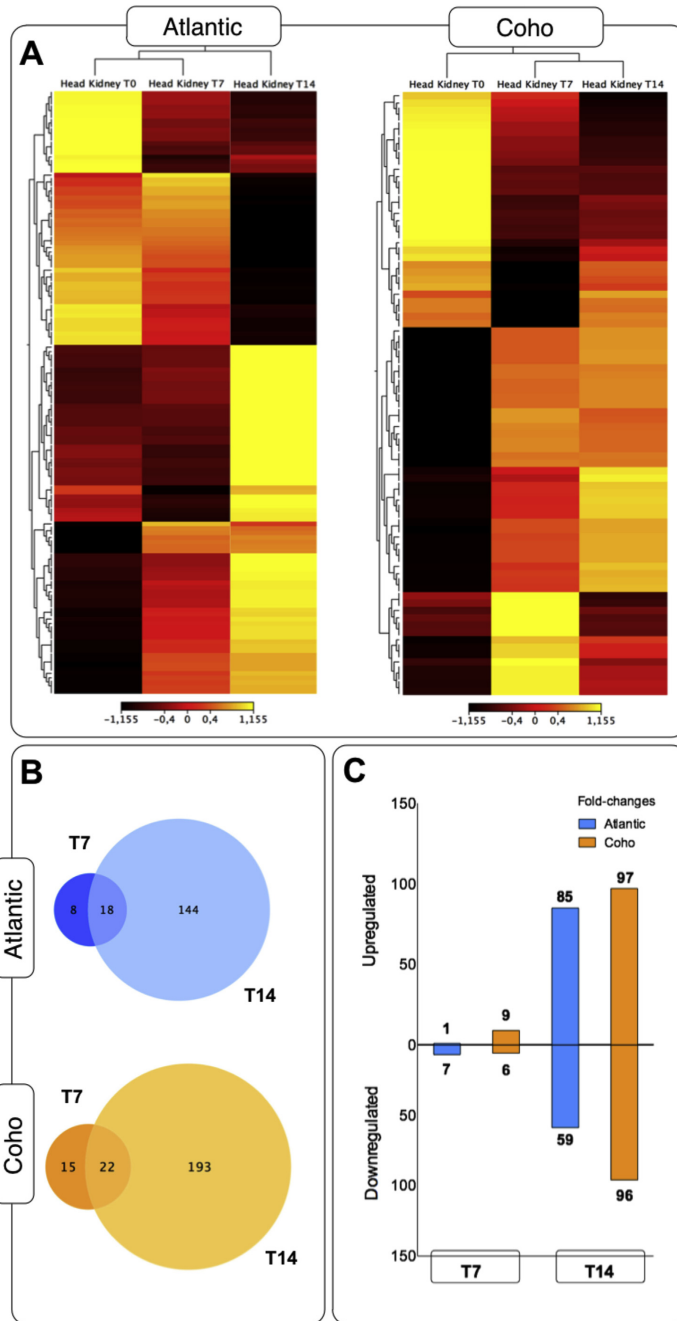 Atlantic
Coho
A
Head Kidney T0 Head Kidney T7 Head Kidney T14
Head Kidney T0 Head Kidney T7 Head Kidney T14
-1,155 -0,4 0 0,4 1,155
-1,155 -0,4 0 0,4 1,155
B
Atlantic
T7
8 18 144
T14
Coho
T7
15 22 193
T14
C
Fold-changes
Atlantic
Coho
Upregulated
Downregulated
150
100
50
0
50
100
150
1
7
9
6
85
59
97
96
T7
T14